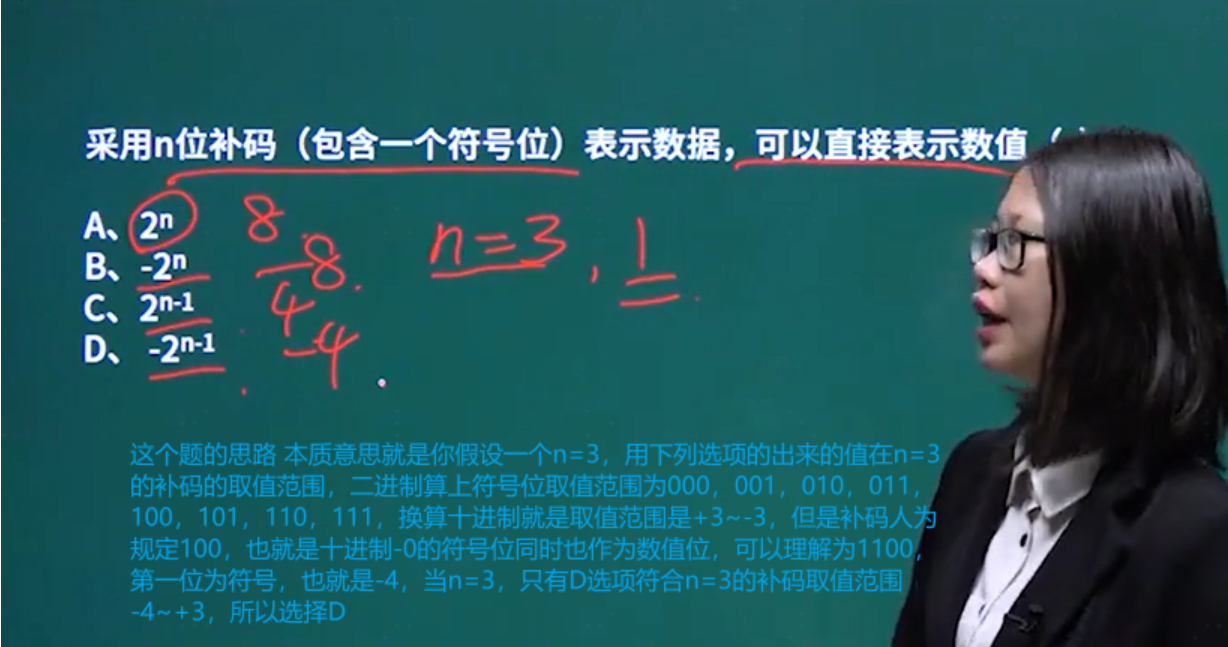 采用n位补码（包含一个符号位）表示数据，可以直接表示数值（
A、2ⁿ 8
B、-2ⁿ -8 n=3，1
C、2ⁿ⁻¹ 4
D、-2ⁿ⁻¹ -4
这个题的思路 本质意思就是你假设一个n=3，用下列选项的出来的值在n=3
的补码的取值范围，二进制算上符号位取值范围为000，001，010，011，
100，101，110，111，换算十进制就是取值范围是+3~-3，但是补码人为
规定100，也就是十进制-0的符号位同时也作为数值位，可以理解为1100，
第一位为符号，也就是-4，当n=3，只有D选项符合n=3的补码取值范围
-4~+3，所以选择D